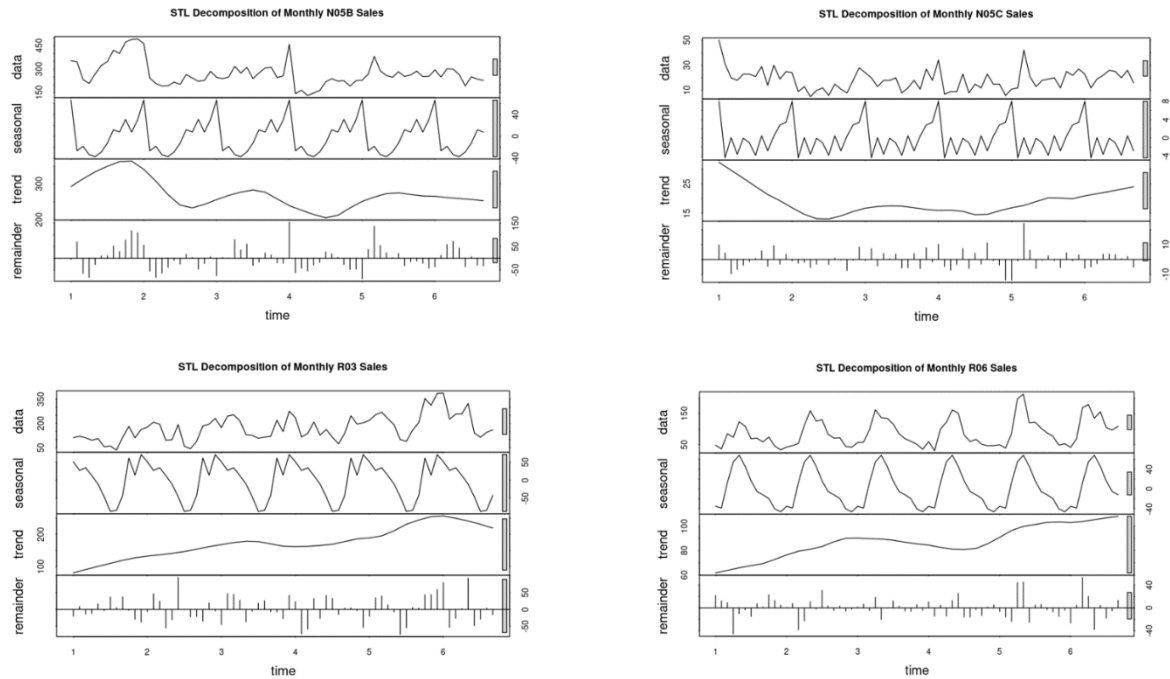 STL Decomposition of Monthly N05B Sales
data
150 300 450
seasonal
-40 0 40
trend
200 300
remainder
-50 0 50 150
1 2 3 4 5 6
time
STL Decomposition of Monthly N05C Sales
data
10 30 50
seasonal
-4 0 4 8
trend
15 25
remainder
-10 10
1 2 3 4 5 6
time
STL Decomposition of Monthly R03 Sales
data
50 200 350
seasonal
-50 0 50
trend
100 200
remainder
-50 0 50
1 2 3 4 5 6
time
STL Decomposition of Monthly R06 Sales
data
50 150
seasonal
-40 0 40
trend
60 80 100
remainder
-40 0 40
1 2 3 4 5 6
time